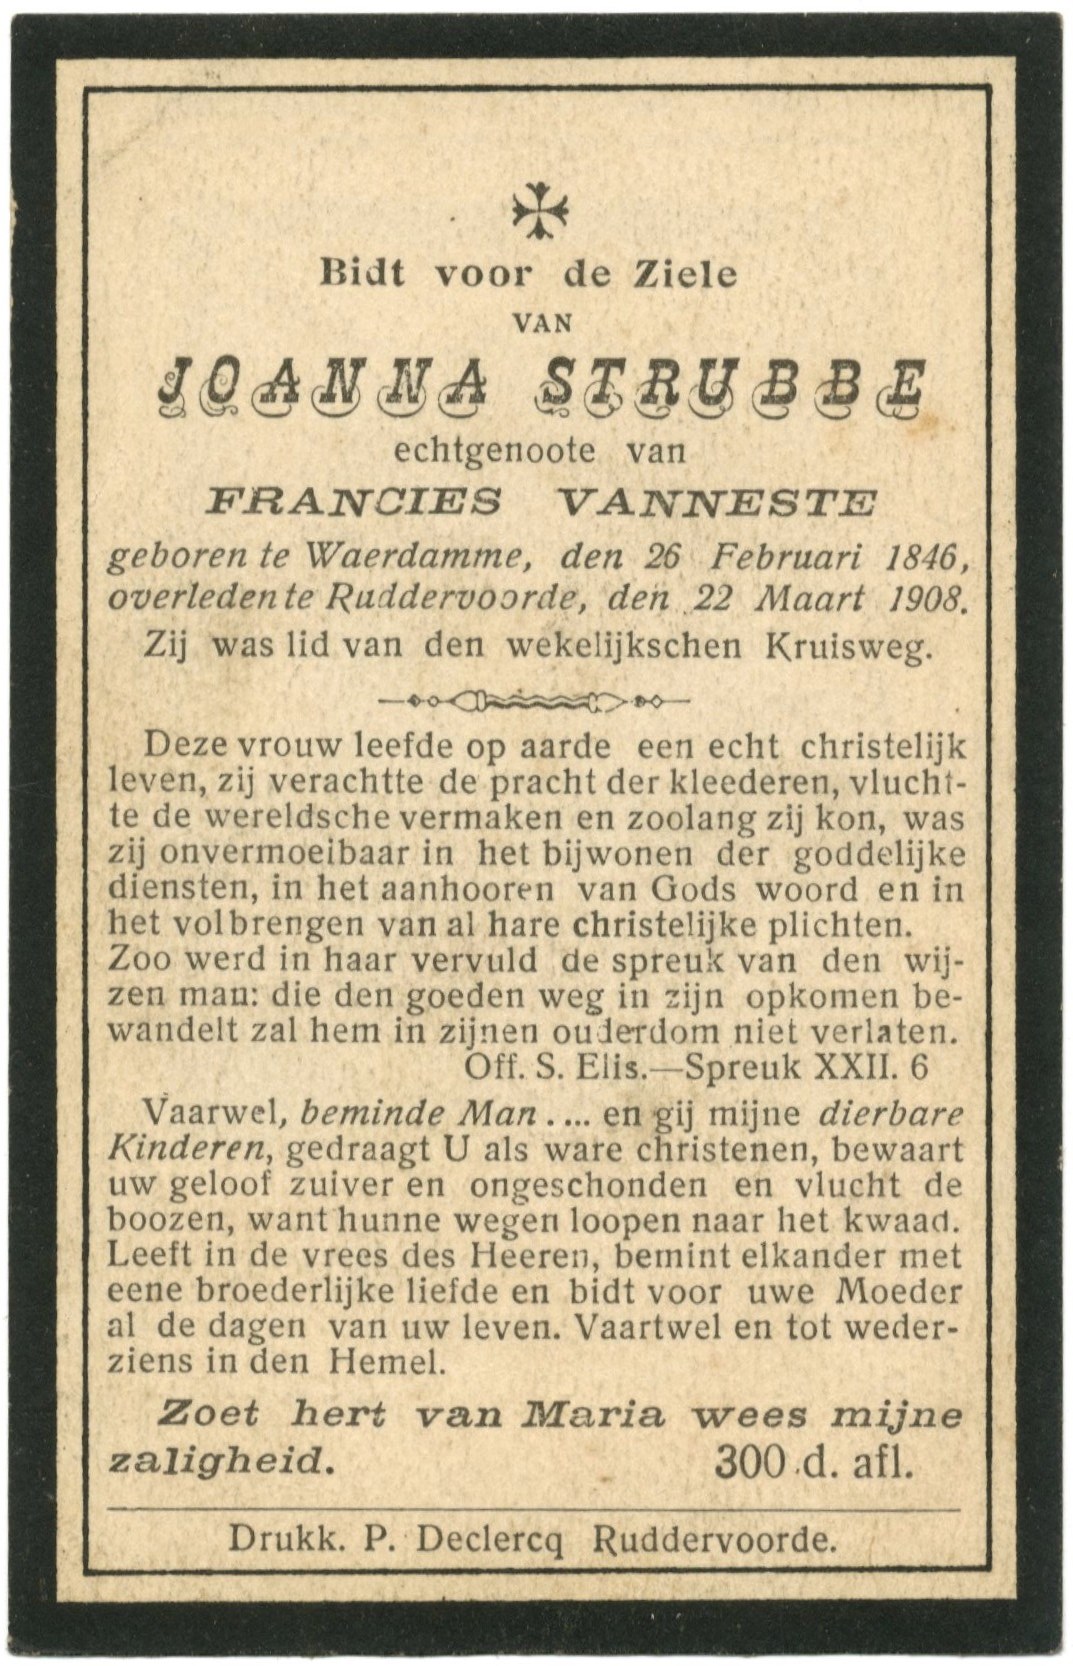 Bidt voor de Ziele
VAN
JOANNA STRUBBE
echtgenoote van
FRANCIES VANNESTE
geboren te Waerdamme, den 26 Februari 1846,
overleden te Ruddervoorde, den 22 Maart 1908.
Zij was lid van den wekelijkschen Kruisweg.
Deze vrouw leefde op aarde een echt christelijk
leven, zij verachtte de pracht der kleederen, vlucht-
te de wereldsche vermaken en zoolang zij kon, was
zij onvermoeibaar in het bijwonen der goddelijke
diensten, in het aanhooren van Gods woord en in
het volbrengen van al hare christelijke plichten.
Zoo werd in haar vervuld de spreuk van den wij-
zen man: die den goeden weg in zijn opkomen be-
wandelt zal hem in zijnen ouderdom niet verlaten.
Off. S. Elis.—Spreuk XXII. 6
Vaarwel, beminde Man .... en gij mijne dierbare
Kinderen, gedraagt U als ware christenen, bewaart
uw geloof zuiver en ongeschonden en vlucht de
boozen, want hunne wegen loopen naar het kwaad.
Leeft in de vrees des Heeren, bemint elkander met
eene broederlijke liefde en bidt voor uwe Moeder
al de dagen van uw leven. Vaartwel en tot weder-
ziens in den Hemel.
Zoet hert van Maria wees mijne
zaligheid. 300 d. afl.
Drukk. P. Declercq Ruddervoorde.